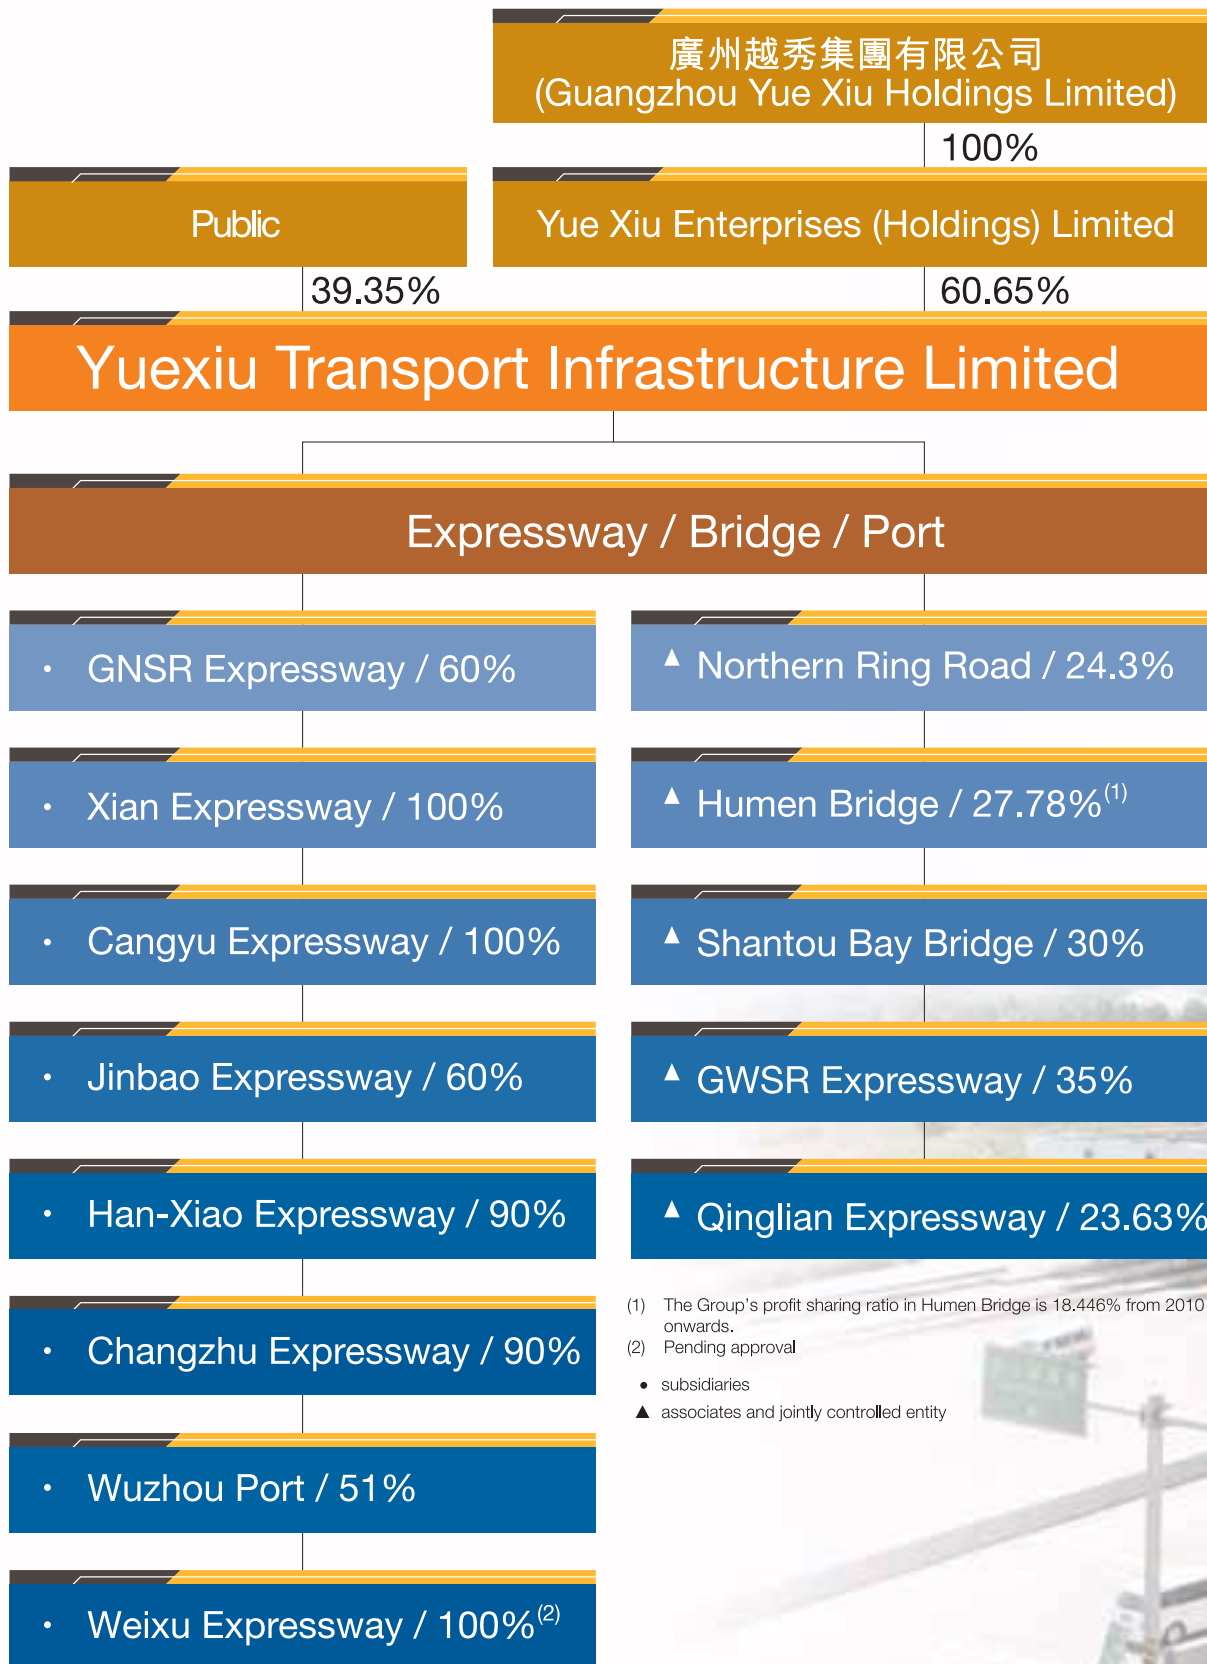 廣州越秀集團有限公司
(Guangzhou Yue Xiu Holdings Limited)
100%
Public
Yue Xiu Enterprises (Holdings) Limited
39.35%
60.65%
Yuexiu Transport Infrastructure Limited
Expressway / Bridge / Port
• GNSR Expressway / 60%
• Xian Expressway / 100%
• Cangyu Expressway / 100%
• Jinbao Expressway / 60%
• Han-Xiao Expressway / 90%
• Changzhu Expressway / 90%
• Wuzhou Port / 51%
• Weixu Expressway / 100%(2)
▲ Northern Ring Road / 24.3%
▲ Humen Bridge / 27.78%(1)
▲ Shantou Bay Bridge / 30%
▲ GWSR Expressway / 35%
▲ Qinglian Expressway / 23.63%
(1) The Group's profit sharing ratio in Humen Bridge is 18.446% from 2010
onwards.
(2) Pending approval
• subsidiaries
▲ associates and jointly controlled entity